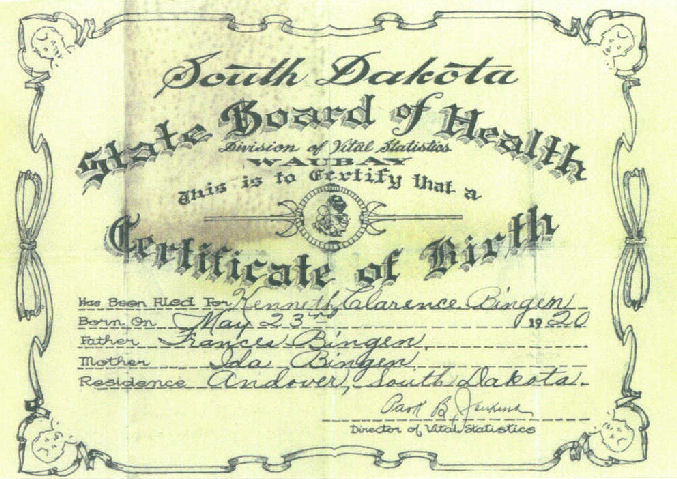 South Dakota
State Board of Health
Division of Vital Statistics
WAUBAY
This is to Certify that a
Certificate of Birth
Has Been Filed For Kenneth Clarence Bingen
Born On May 23rd 1920
Father Frances Bingen
Mother Ida Bingen
Residence Andover, South Dakota.
Park B. Jenkins
Director of Vital Statistics